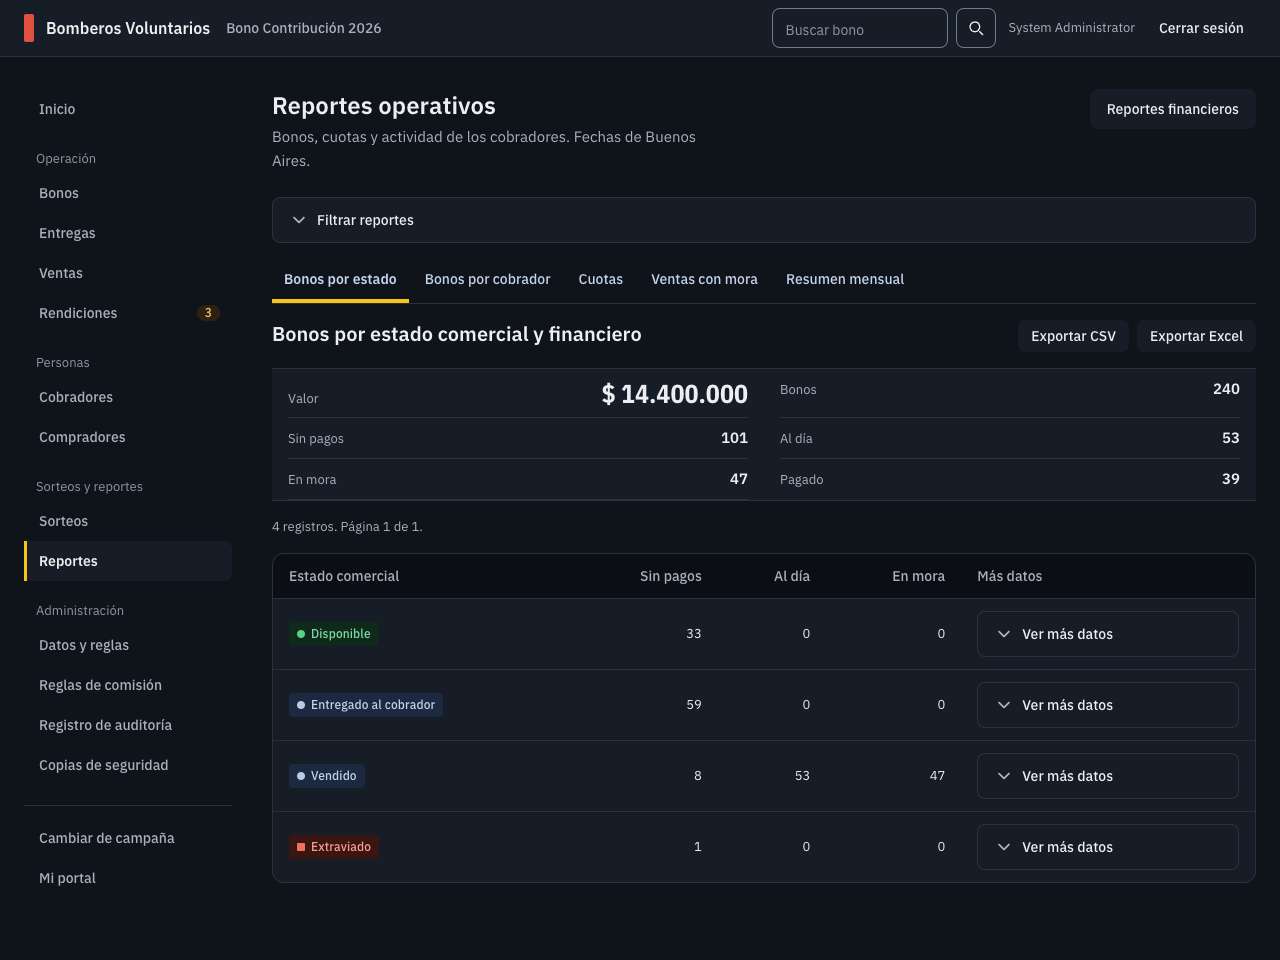 Bomberos Voluntarios
Bono Contribución 2026
Buscar bono
System Administrator
Cerrar sesión
Inicio
Operación
Bonos
Entregas
Ventas
Rendiciones 3
Personas
Cobradores
Compradores
Sorteos y reportes
Sorteos
Reportes
Administración
Datos y reglas
Reglas de comisión
Registro de auditoría
Copias de seguridad
Cambiar de campaña
Mi portal
Reportes operativos
Bonos, cuotas y actividad de los cobradores. Fechas de Buenos
Aires.
Reportes financieros
Filtrar reportes
Bonos por estado Bonos por cobrador Cuotas Ventas con mora Resumen mensual
Bonos por estado comercial y financiero
Exportar CSV Exportar Excel
Valor $ 14.400.000 Bonos 240
Sin pagos 101 Al día 53
En mora 47 Pagado 39
4 registros. Página 1 de 1.
Estado comercial Sin pagos Al día En mora Más datos
Disponible 33 0 0 Ver más datos
Entregado al cobrador 59 0 0 Ver más datos
Vendido 8 53 47 Ver más datos
Extraviado 1 0 0 Ver más datos